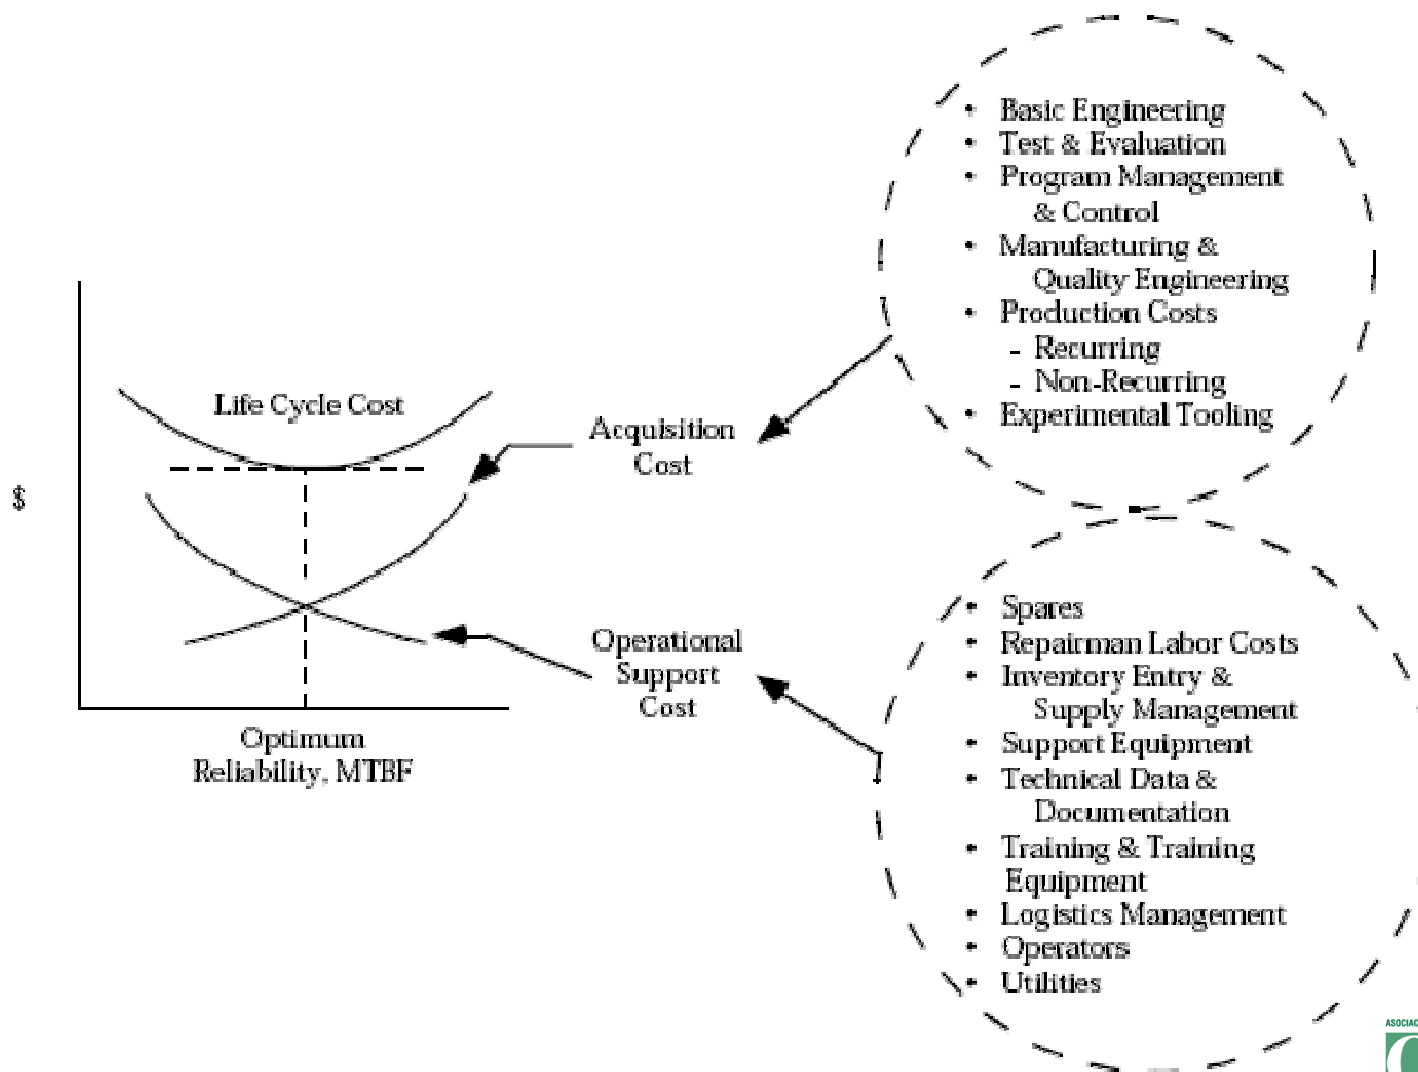 • Basic Engineering
• Test & Evaluation
• Program Management
& Control
• Manufacturing &
Quality Engineering
• Production Costs
- Recurring
- Non-Recurring
• Experimental Tooling
Life Cycle Cost
Acquisition
Cost
$
• Spares
• Repairman Labor Costs
• Inventory Entry &
Supply Management
• Support Equipment
• Technical Data &
Documentation
• Training & Training
Equipment
• Logistics Management
• Operators
• Utilities
Operational
Support
Cost
Optimum
Reliability, MTBF